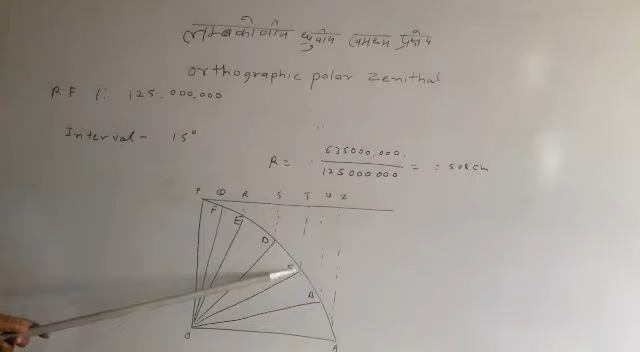 लम्बकोणीय ध्रुवीय खमध्य प्रक्षेप
Orthographic polar Zenithal
R.F 1: 125,000,000
Interval- 15°
R= 635000,000. / 125000000 = 5.08 cm
P Q R S T U Z
F
E
D
C
B
O
A